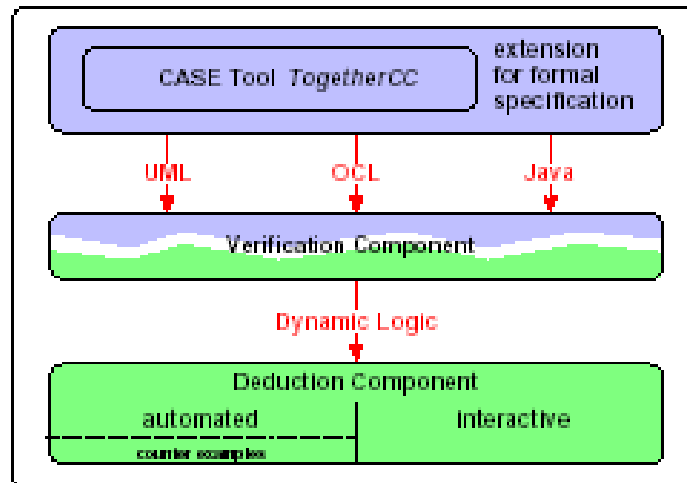 CASE Tool TogetherCC
extension
for formal
specification
UML OCL Java
Verification Component
Dynamic Logic
Deduction Component
automated interactive
counter examples